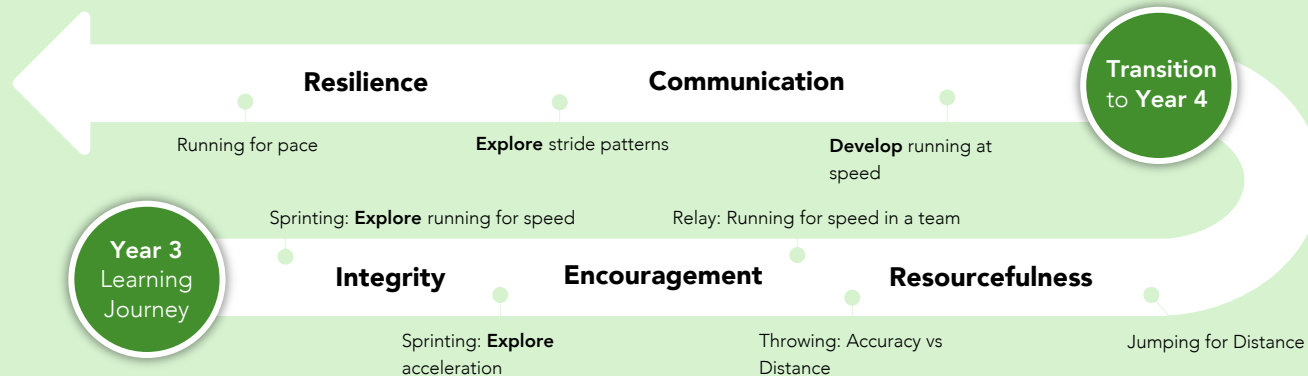 Resilience
Communication
Transition
to Year 4
Running for pace
Explore stride patterns
Develop running at
speed
Sprinting: Explore running for speed
Relay: Running for speed in a team
Year 3
Learning
Journey
Integrity
Encouragement
Resourcefulness
Sprinting: Explore
acceleration
Throwing: Accuracy vs
Distance
Jumping for Distance